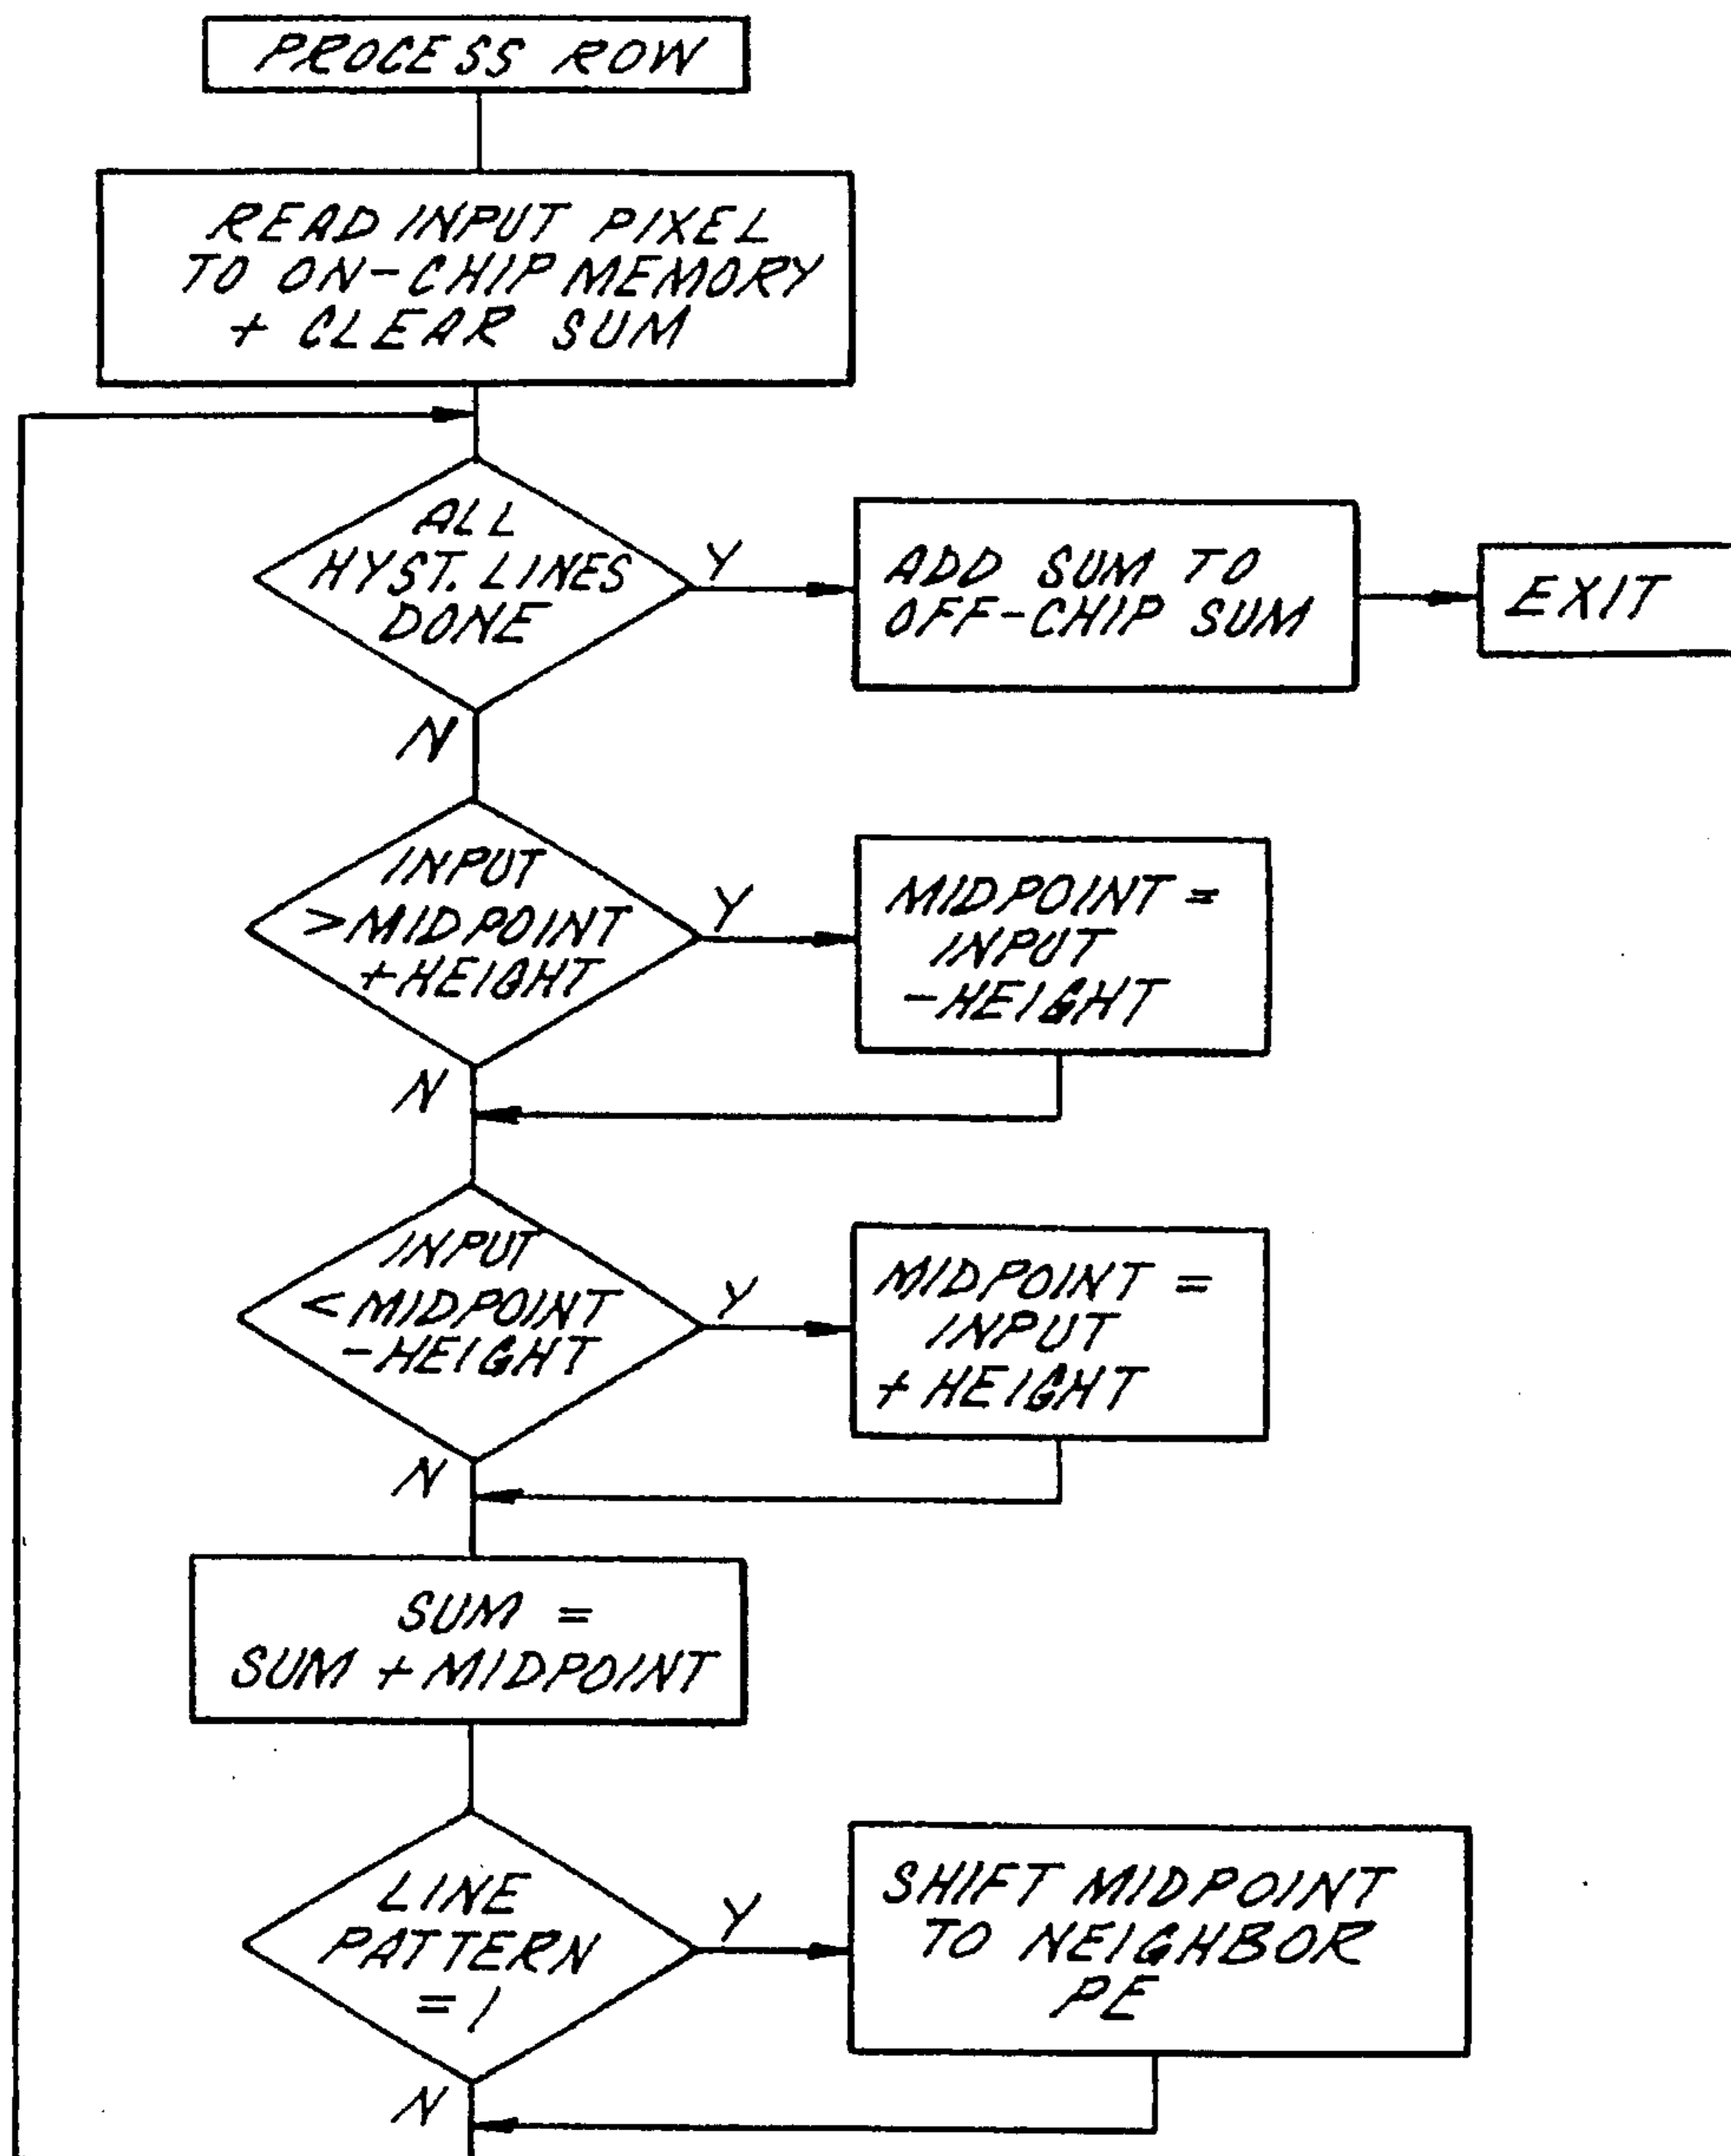 PROCESS ROW
READ INPUT PIXEL
TO ON-CHIP MEMORY
+ CLEAR SUM
ALL
HYST. LINES
DONE
Y
ADD SUM TO
OFF-CHIP SUM
EXIT
N
INPUT
>MIDPOINT
+HEIGHT
Y
MIDPOINT =
INPUT
-HEIGHT
N
INPUT
<MIDPOINT
-HEIGHT
Y
MIDPOINT =
INPUT
+HEIGHT
N
SUM =
SUM +MIDPOINT
LINE
PATTERN
=1
Y
SHIFT MIDPOINT
TO NEIGHBOR
PE
N